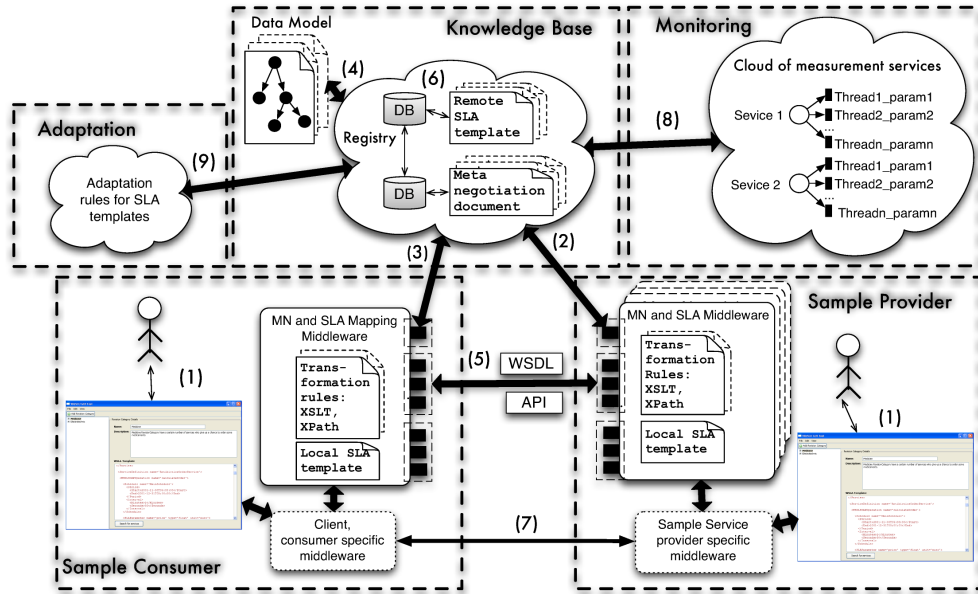 Data Model
Knowledge Base
Monitoring
(4)
(6)
DB
Remote
SLA
template
Registry
DB
Meta
negotiation
document
Cloud of measurement services
Sevice 1
Thread1_param1
Thread2_param2
...
Threadn_paramn
Sevice 2
Thread1_param1
Thread2_param2
...
Threadn_paramn
(8)
Adaptation
(9)
Adaptation
rules for SLA
templates
(3)
(2)
Sample Provider
MN and SLA Mapping
Middleware
Trans-
formation
rules:
XSLT,
XPath
Local SLA
template
(5)
WSDL
API
MN and SLA Middleware
Trans-
formation
Rules:
XSLT,
XPath
Local SLA
template
(1)
(1)
Client,
consumer specific
middleware
(7)
Sample Service
provider specific
middleware
Sample Consumer